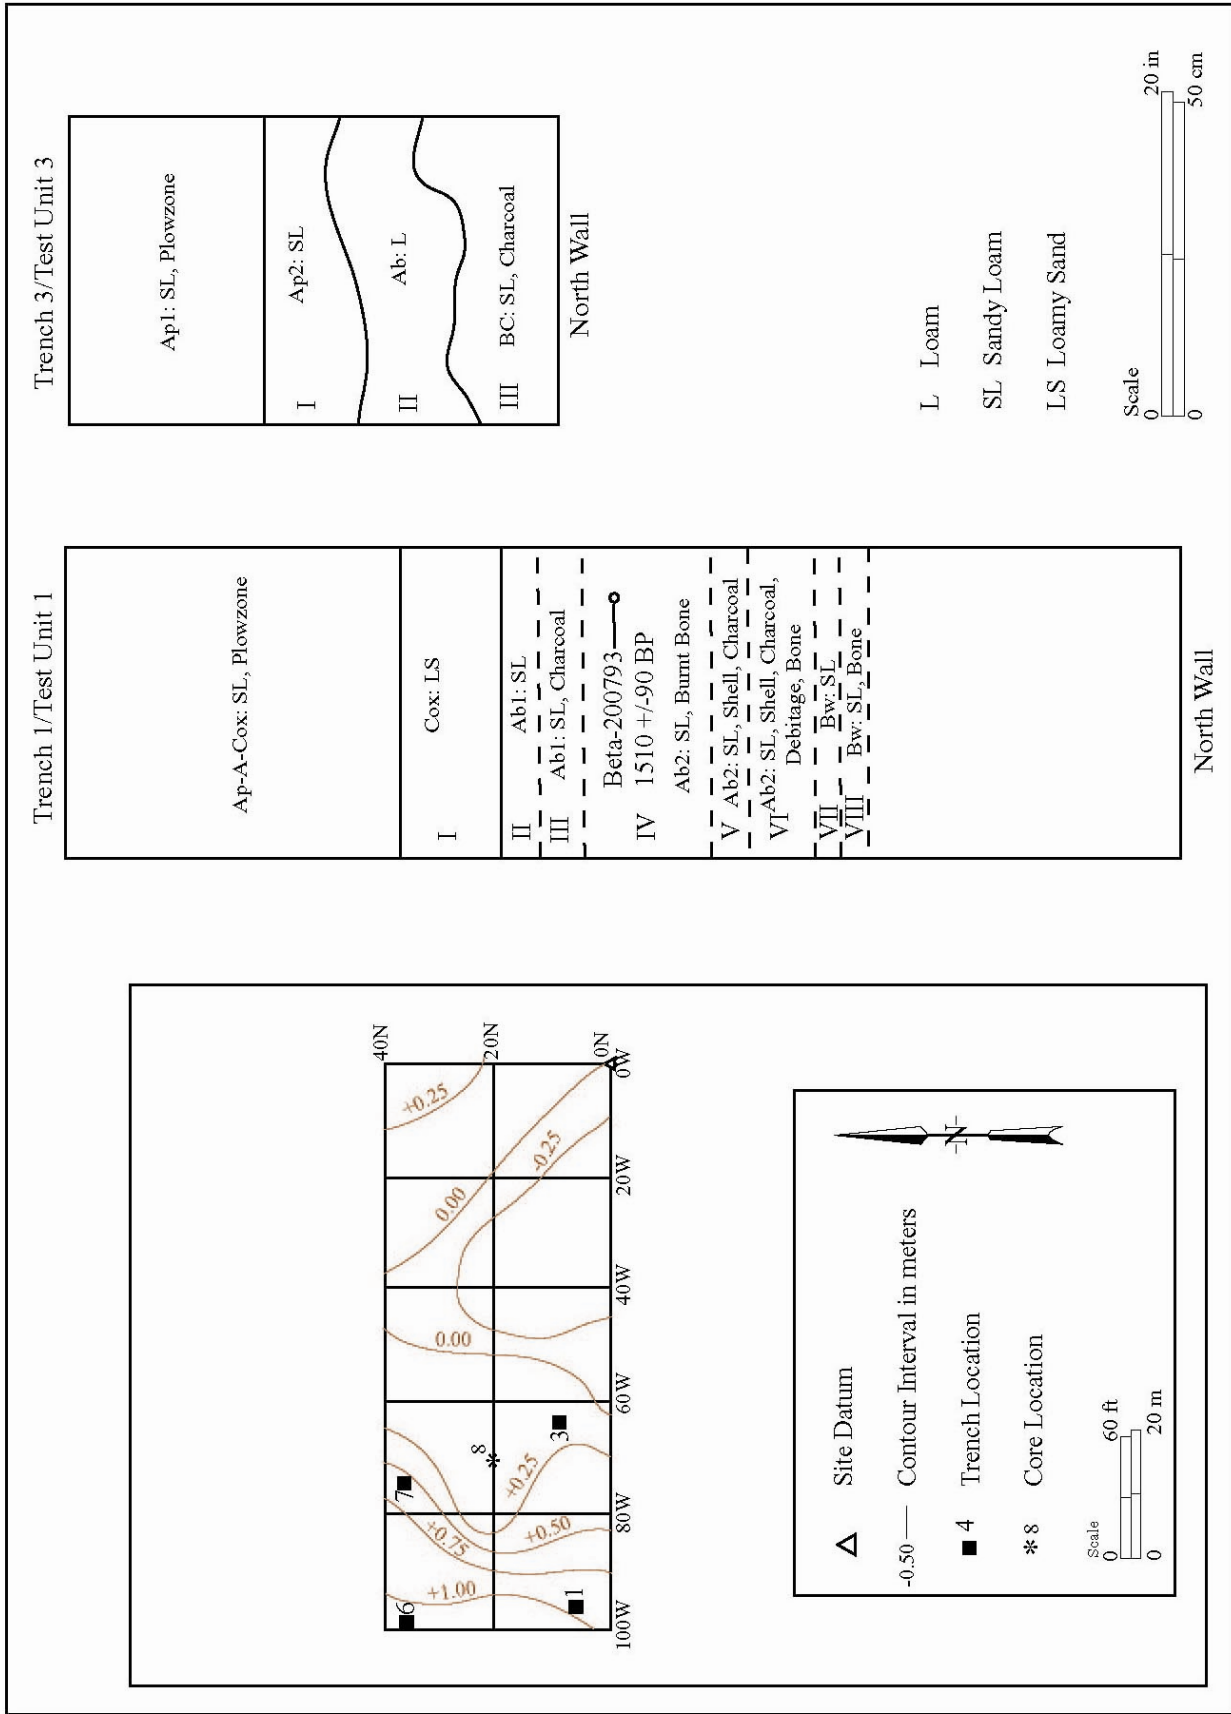 Trench 1/Test Unit 1
Ap-A-Cox: SL, Plowzone
I
Cox: LS
II
Ab1: SL
III
Ab1: SL, Charcoal
Beta-200793
1510 +/-90 BP
IV
Ab2: SL, Burnt Bone
V
Ab2: SL, Shell, Charcoal
VI
Ab2: SL, Shell, Charcoal,
Debitage, Bone
VII
Bw: SL
VIII
Bw: SL, Bone
North Wall
Trench 3/Test Unit 3
Ap1: SL, Plowzone
I
Ap2: SL
II
Ab: L
III
BC: SL, Charcoal
North Wall
L Loam
SL Sandy Loam
LS Loamy Sand
Scale
0 20 in
0 50 cm
40N
20N
0N
0W
20W
40W
60W
80W
100W
+0.25
0.00
-0.25
0.00
+0.25
+0.50
+0.75
+1.00
6
7
8
3
1
Site Datum
-0.50 Contour Interval in meters
4 Trench Location
8 Core Location
-N-
Scale
0 60 ft
0 20 m